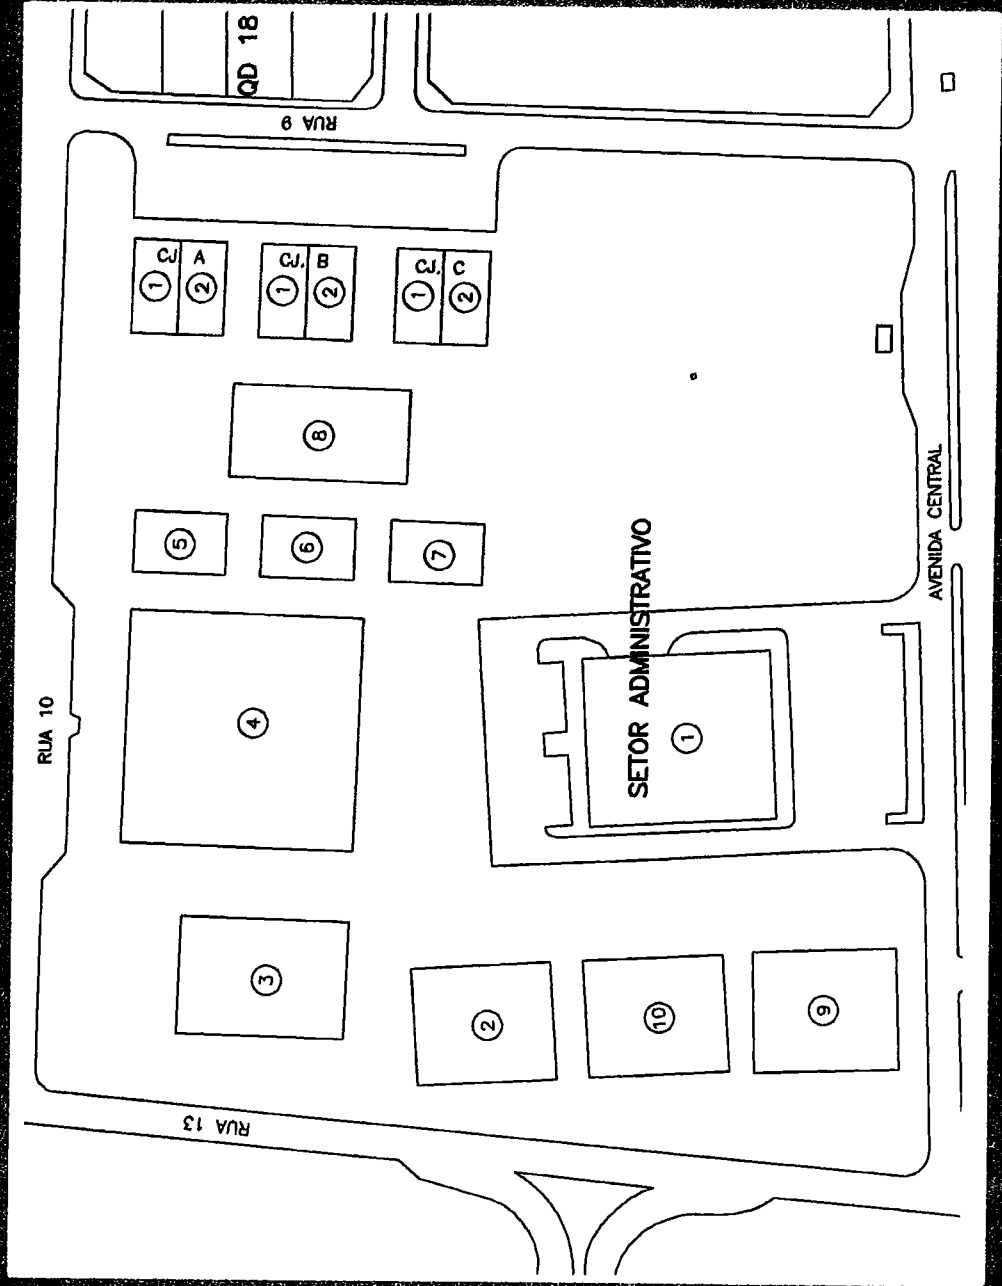 QD 18
RUA 9
CJ. A
1
2
CJ. B
1
2
CJ. C
1
2
8
5
6
7
RUA 10
4
SETOR ADMINISTRATIVO
1
AVENIDA CENTRAL
3
2
10
9
RUA 13